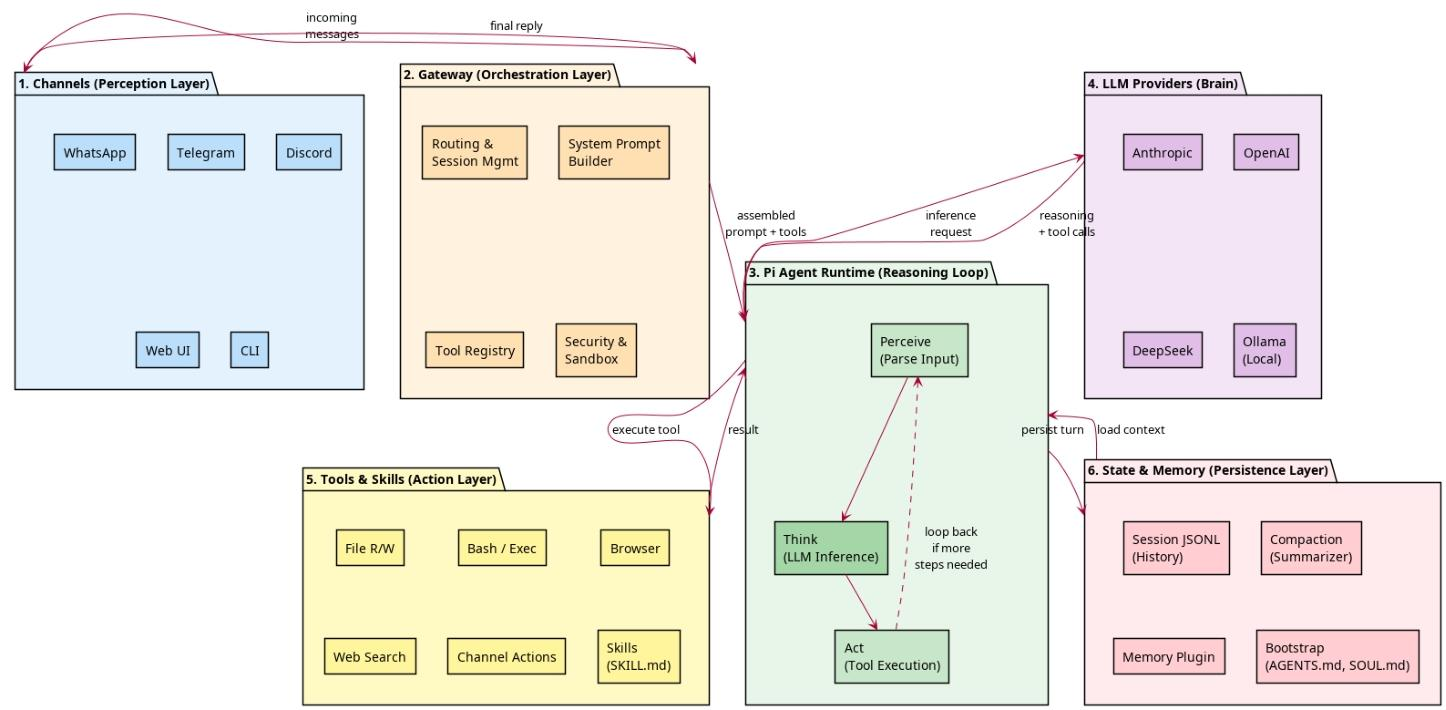 incoming
messages
final reply
1. Channels (Perception Layer)
WhatsApp
Telegram
Discord
Web UI
CLI
2. Gateway (Orchestration Layer)
Routing &
Session Mgmt
System Prompt
Builder
Tool Registry
Security &
Sandbox
assembled
prompt + tools
inference
request
reasoning
+ tool calls
4. LLM Providers (Brain)
Anthropic
OpenAI
DeepSeek
Ollama
(Local)
3. Pi Agent Runtime (Reasoning Loop)
Perceive
(Parse Input)
Think
(LLM Inference)
loop back
if more
steps needed
Act
(Tool Execution)
execute tool
result
persist turn
load context
5. Tools & Skills (Action Layer)
File R/W
Bash / Exec
Browser
Web Search
Channel Actions
Skills
(SKILL.md)
6. State & Memory (Persistence Layer)
Session JSONL
(History)
Compaction
(Summarizer)
Memory Plugin
Bootstrap
(AGENTS.md, SOUL.md)